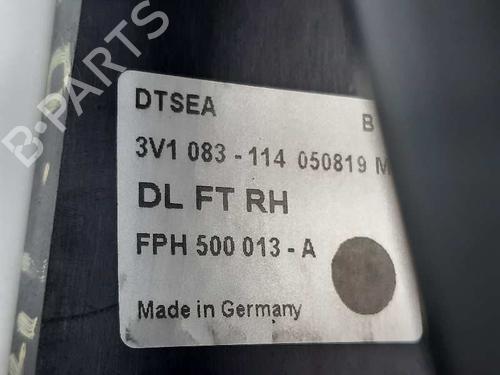 B·PARTS
DTSEA B
3V1 083 - 114 050819 M
DL FT RH
FPH 500 013 - A
Made in Germany